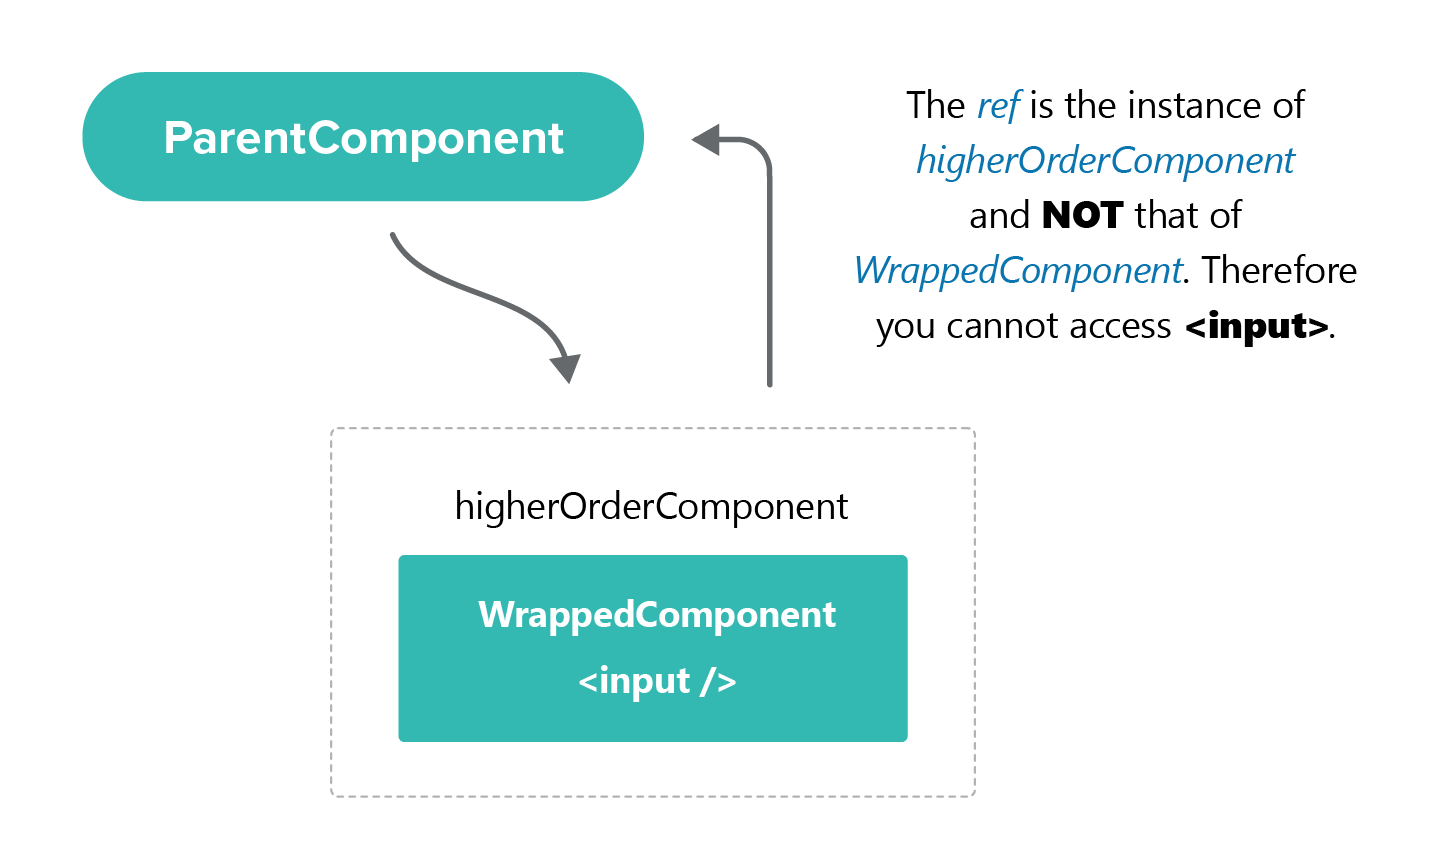 ParentComponent
The ref is the instance of
higherOrderComponent
and NOT that of
WrappedComponent. Therefore
you cannot access <input>.
higherOrderComponent
WrappedComponent
<input />